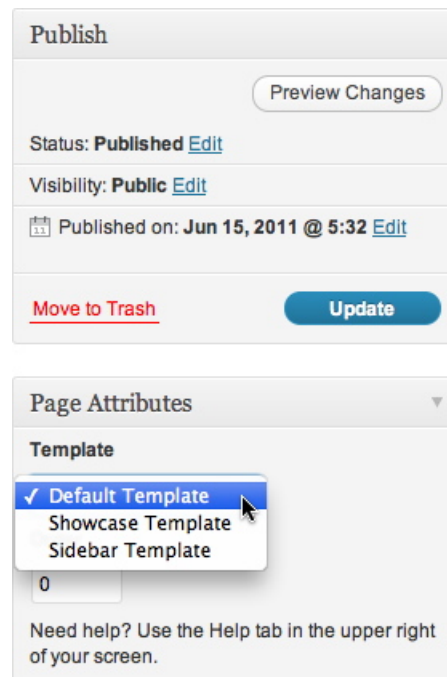 Publish
Preview Changes
Status: Published Edit
Visibility: Public Edit
11 Published on: Jun 15, 2011 @ 5:32 Edit
Move to Trash Update
Page Attributes
Template
✓ Default Template
Showcase Template
Sidebar Template
0
Need help? Use the Help tab in the upper right
of your screen.